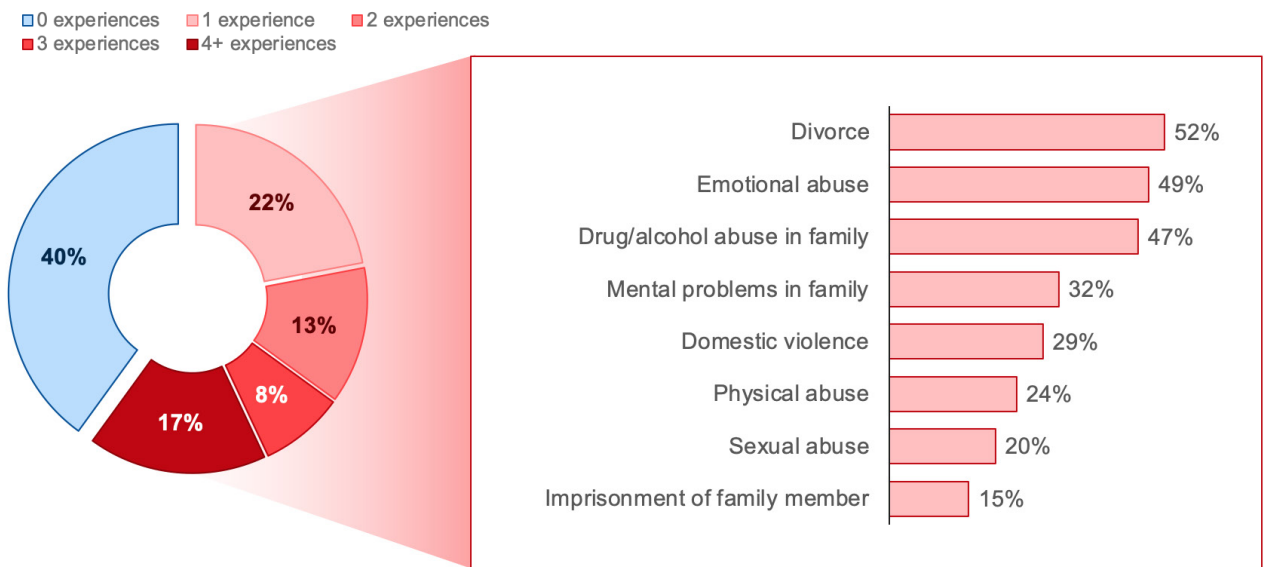 0 experiences 1 experience 2 experiences
3 experiences 4+ experiences
22%
40%
13%
8%
17%
Divorce 52%
Emotional abuse 49%
Drug/alcohol abuse in family 47%
Mental problems in family 32%
Domestic violence 29%
Physical abuse 24%
Sexual abuse 20%
Imprisonment of family member 15%